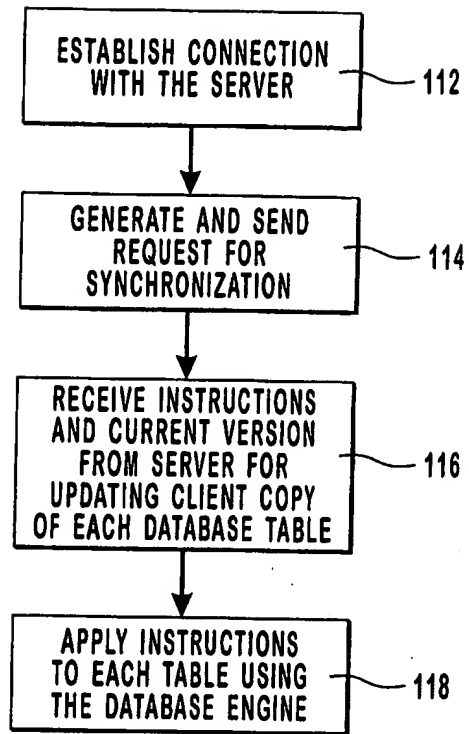 ESTABLISH CONNECTION
WITH THE SERVER
112
GENERATE AND SEND
REQUEST FOR
SYNCHRONIZATION
114
RECEIVE INSTRUCTIONS
AND CURRENT VERSION
FROM SERVER FOR
UPDATING CLIENT COPY
OF EACH DATABASE TABLE
116
APPLY INSTRUCTIONS
TO EACH TABLE USING
THE DATABASE ENGINE
118